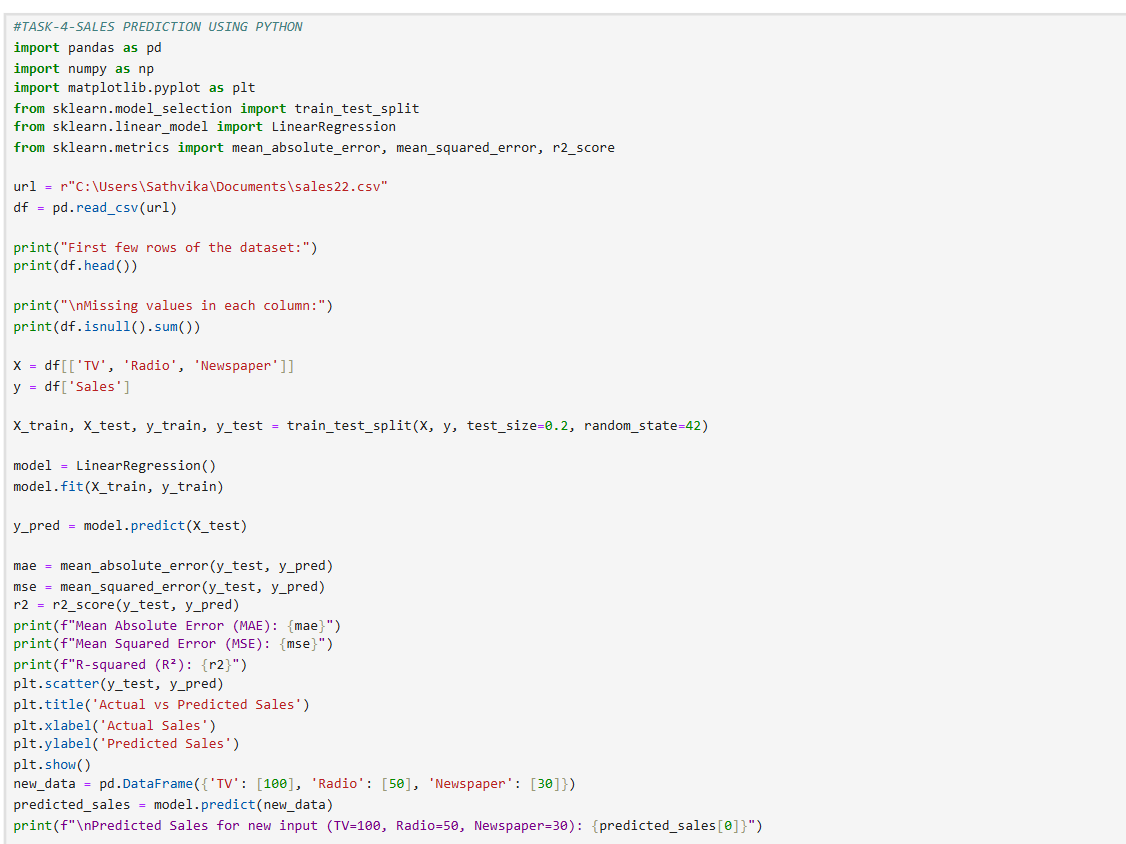 #TASK-4-SALES PREDICTION USING PYTHON
import pandas as pd
import numpy as np
import matplotlib.pyplot as plt
from sklearn.model_selection import train_test_split
from sklearn.linear_model import LinearRegression
from sklearn.metrics import mean_absolute_error, mean_squared_error, r2_score
url = r"C:\Users\Sathvika\Documents\sales22.csv"
df = pd.read_csv(url)
print("First few rows of the dataset:")
print(df.head())
print("\nMissing values in each column:")
print(df.isnull().sum())
X = df[['TV', 'Radio', 'Newspaper']]
y = df['Sales']
X_train, X_test, y_train, y_test = train_test_split(X, y, test_size=0.2, random_state=42)
model = LinearRegression()
model.fit(X_train, y_train)
y_pred = model.predict(X_test)
mae = mean_absolute_error(y_test, y_pred)
mse = mean_squared_error(y_test, y_pred)
r2 = r2_score(y_test, y_pred)
print(f"Mean Absolute Error (MAE): {mae}")
print(f"Mean Squared Error (MSE): {mse}")
print(f"R-squared (R²): {r2}")
plt.scatter(y_test, y_pred)
plt.title('Actual vs Predicted Sales')
plt.xlabel('Actual Sales')
plt.ylabel('Predicted Sales')
plt.show()
new_data = pd.DataFrame({'TV': [100], 'Radio': [50], 'Newspaper': [30]})
predicted_sales = model.predict(new_data)
print(f"\nPredicted Sales for new input (TV=100, Radio=50, Newspaper=30): {predicted_sales[0]}")